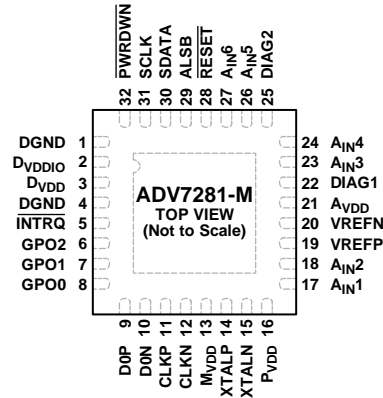 PWRDWN
SCLK
SDATA
ALSB
RESET
AIN6
AIN5
DIAG2
32 31 30 29 28 27 26 25
DGND 1
DVDDIO 2
DVDD 3
DGND 4
INTRQ 5
GPO2 6
GPO1 7
GPO0 8
ADV7281-M
TOP VIEW
(Not to Scale)
24 AIN4
23 AIN3
22 DIAG1
21 AVDD
20 VREFN
19 VREFP
18 AIN2
17 AIN1
9 10 11 12 13 14 15 16
D0P
D0N
CLKP
CLKN
MVDD
XTALP
XTALN
PVDD